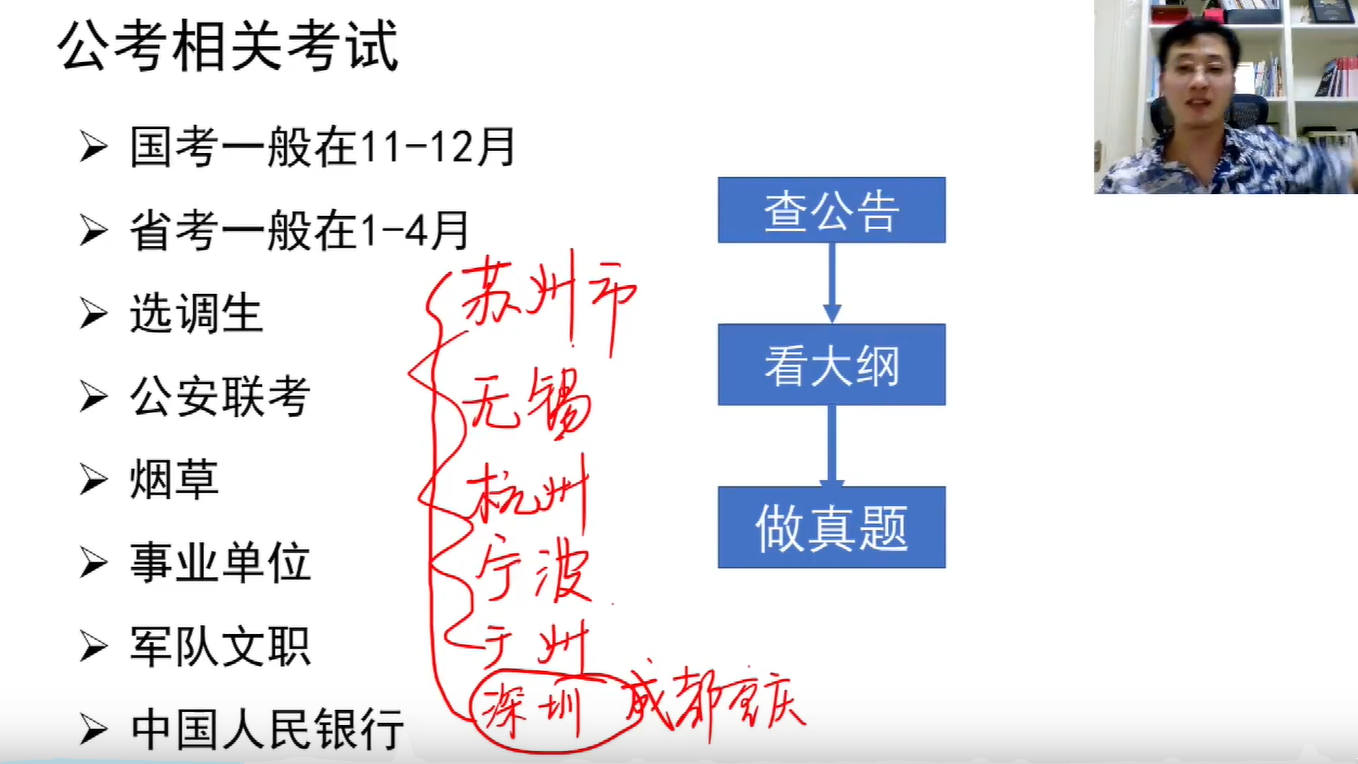 公考相关考试
国考一般在11-12月
省考一般在1-4月
选调生
公安联考
烟草
事业单位
军队文职
中国人民银行
苏州市
无锡
杭州
宁波
州
深圳 成都重庆
查公告
看大纲
做真题